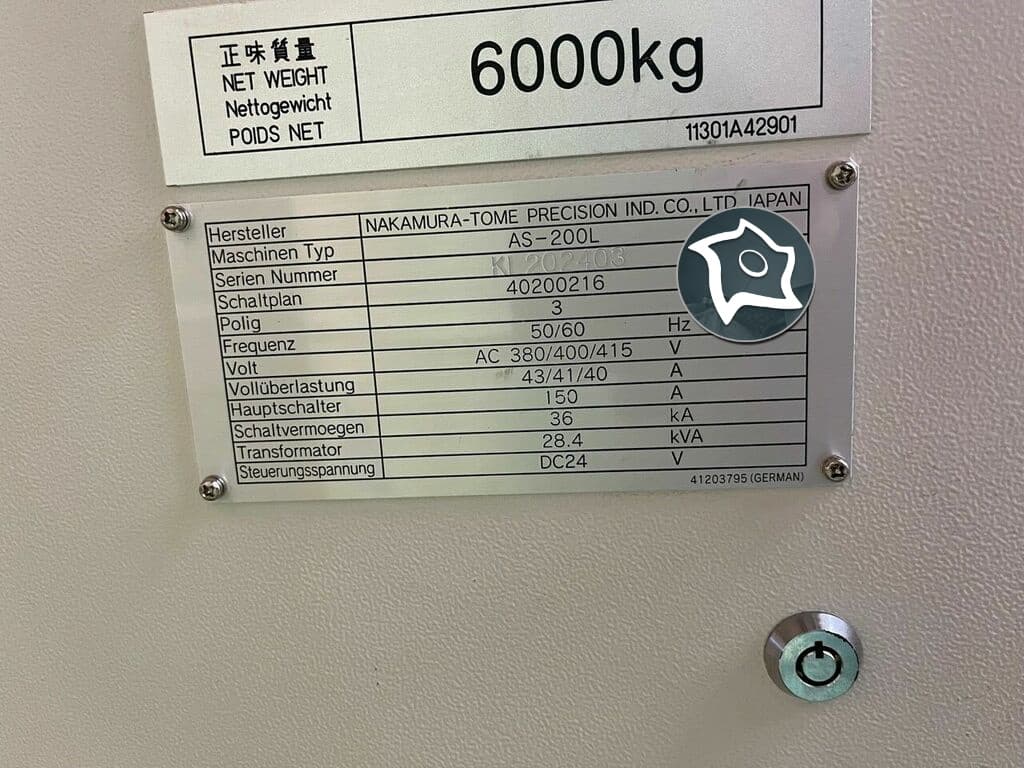 正味質量
NET WEIGHT
Nettogewicht
POIDS NET
6000kg
11301A42901
Hersteller NAKAMURA-TOME PRECISION IND. CO., LTD. JAPAN
Maschinen Typ AS-200L
Serien Nummer KL202403
Schaltplan 40200216
Polig 3
Frequenz 50/60 Hz
Volt AC 380/400/415 V
Vollüberlastung 43/41/40 A
Hauptschalter 150 A
Schaltvermoegen 36 kA
Transformator 28.4 kVA
Steuerungsspannung DC24 V
41203795 (GERMAN)